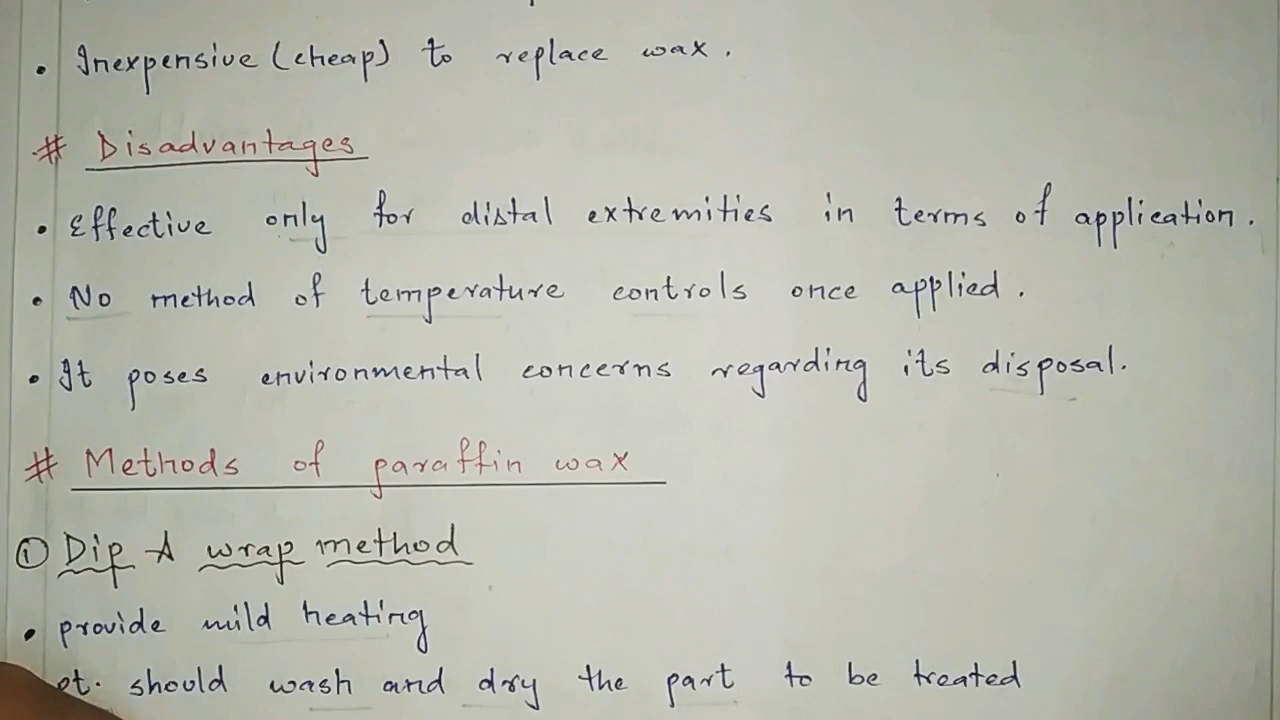 • Inexpensive (cheap) to replace wax.
# Disadvantages
• Effective only for distal extremities in terms of application.
• No method of temperature controls once applied.
• It poses environmental concerns regarding its disposal.
# Methods of paraffin wax
① Dip & wrap method
• provide mild heating
pt. should wash and dry the part to be treated